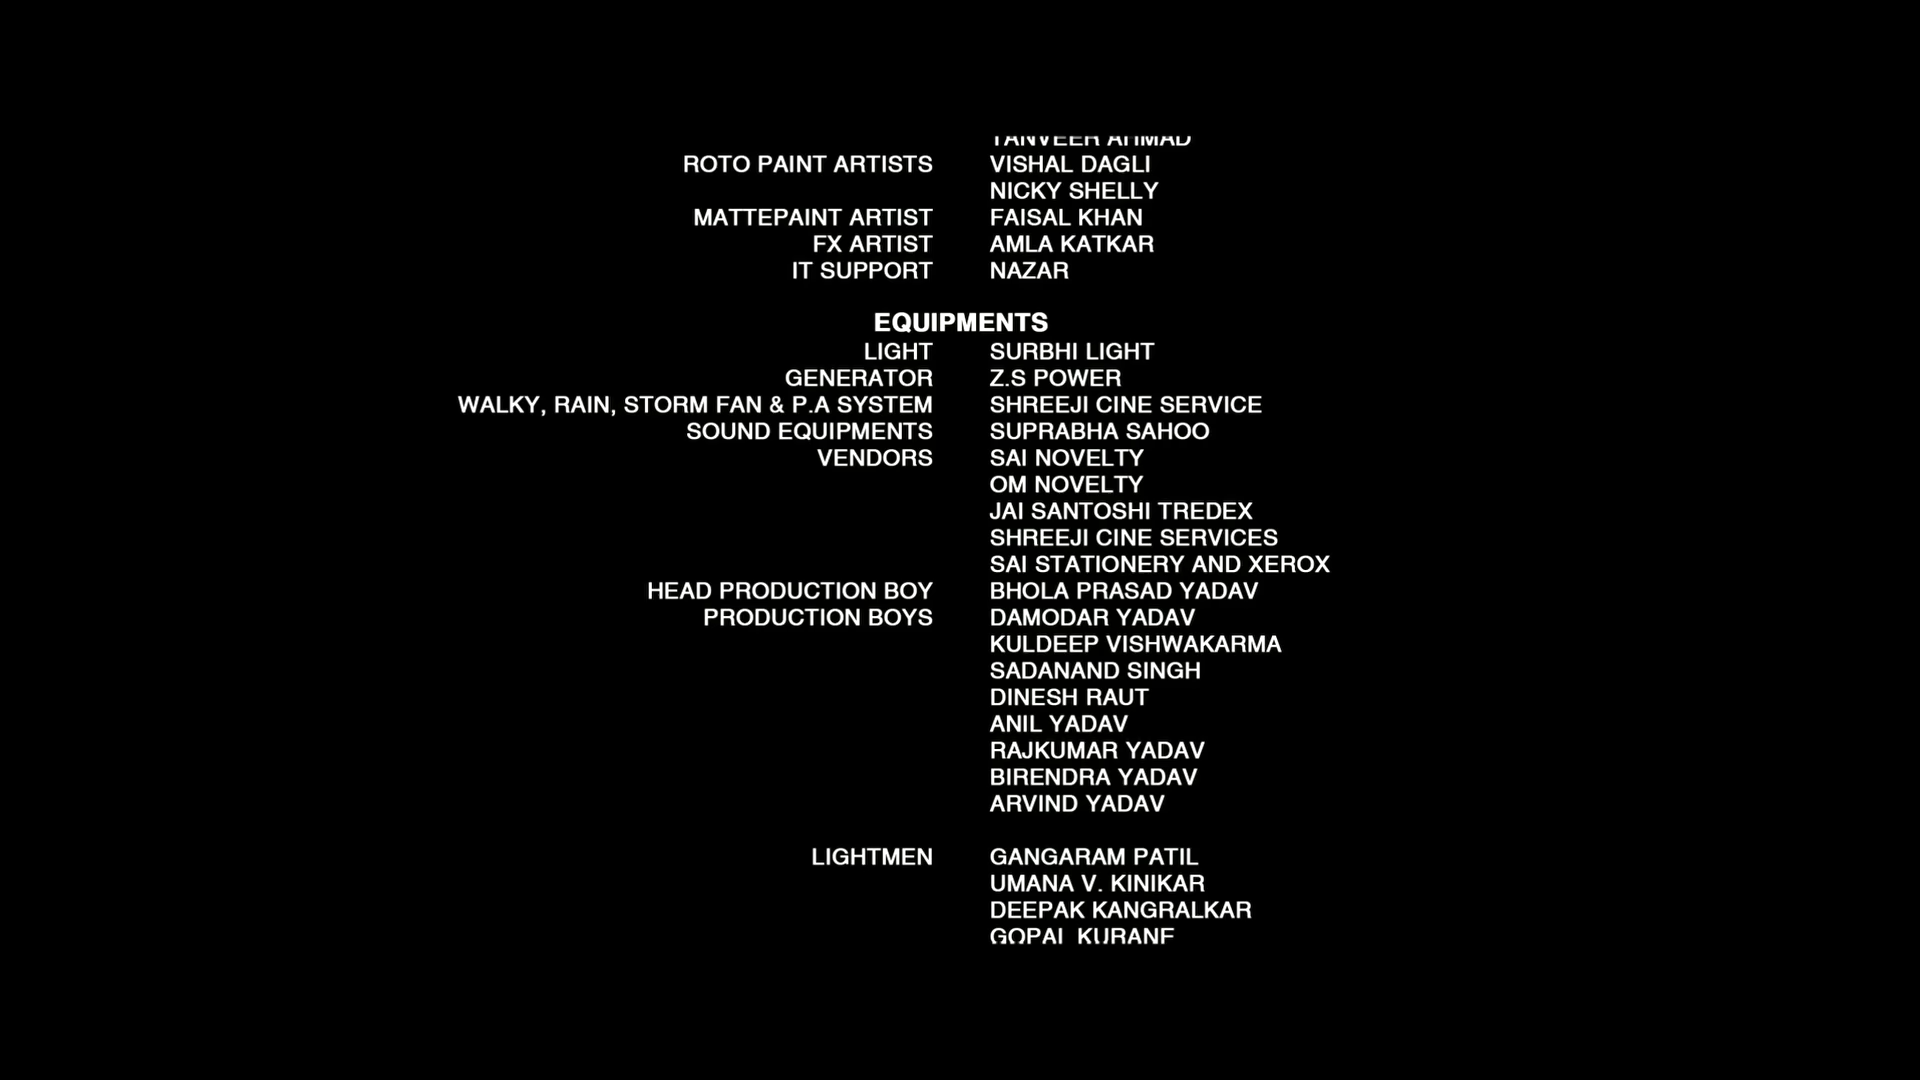 TANVEER AHMAD
ROTO PAINT ARTISTS VISHAL DAGLI
NICKY SHELLY
MATTEPAINT ARTIST FAISAL KHAN
FX ARTIST AMLA KATKAR
IT SUPPORT NAZAR
EQUIPMENTS
LIGHT SURBHI LIGHT
GENERATOR Z.S POWER
WALKY, RAIN, STORM FAN & P.A SYSTEM SHREEJI CINE SERVICE
SOUND EQUIPMENTS SUPRABHA SAHOO
VENDORS SAI NOVELTY
OM NOVELTY
JAI SANTOSHI TREDEX
SHREEJI CINE SERVICES
SAI STATIONERY AND XEROX
HEAD PRODUCTION BOY BHOLA PRASAD YADAV
PRODUCTION BOYS DAMODAR YADAV
KULDEEP VISHWAKARMA
SADANAND SINGH
DINESH RAUT
ANIL YADAV
RAJKUMAR YADAV
BIRENDRA YADAV
ARVIND YADAV
LIGHTMEN GANGARAM PATIL
UMANA V. KINIKAR
DEEPAK KANGRALKAR
GOPAL KURANE